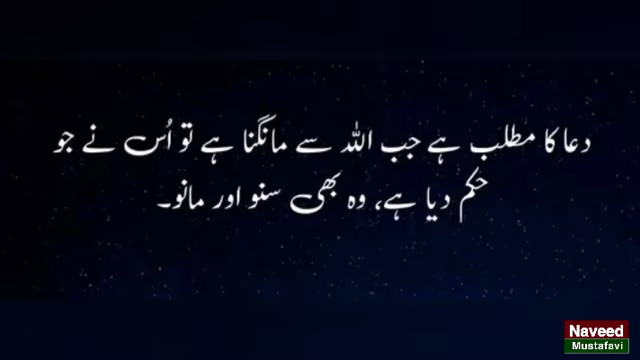 دعا کا مطلب ہے جب اللہ سے مانگنا ہے تو اُس نے جو
حکم دیا ہے، وہ بھی سنو اور مانو۔
Naveed
Mustafavi